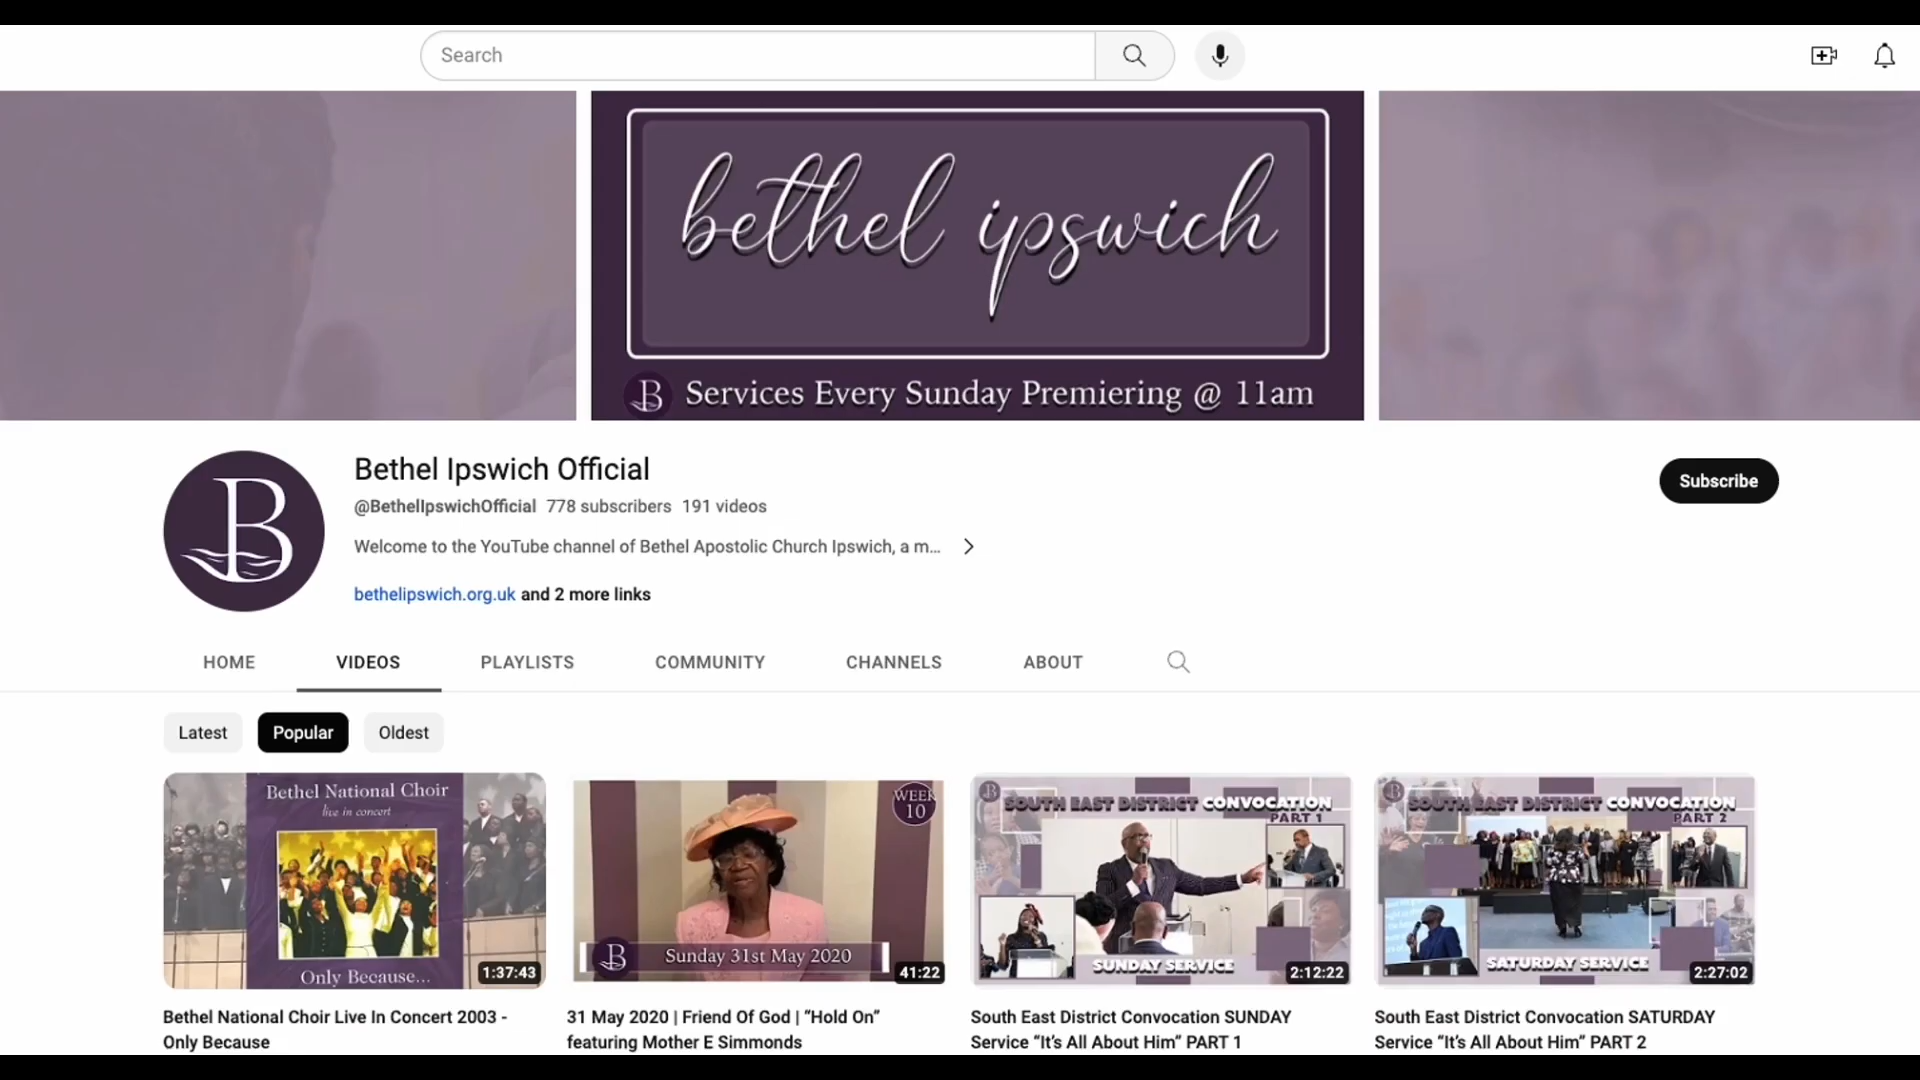 Search
bethel ipswich
B Services Every Sunday Premiering @ 11am
B
Bethel Ipswich Official
@BethelIpswichOfficial 778 subscribers 191 videos
Welcome to the YouTube channel of Bethel Apostolic Church Ipswich, a m...
bethelipswich.org.uk and 2 more links
HOME VIDEOS PLAYLISTS COMMUNITY CHANNELS ABOUT
Latest Popular Oldest
Bethel National Choir
live in concert
Only Because...
1:37:43
WEEK
10
B Sunday 31st May 2020
41:22
B SOUTH EAST DISTRICT CONVOCATION
PART 1
SUNDAY SERVICE
2:12:22
B SOUTH EAST DISTRICT CONVOCATION
PART 2
SATURDAY SERVICE
2:27:02
Bethel National Choir Live In Concert 2003 -
Only Because
31 May 2020 | Friend Of God | “Hold On”
featuring Mother E Simmonds
South East District Convocation SUNDAY
Service “It’s All About Him” PART 1
South East District Convocation SATURDAY
Service “It’s All About Him” PART 2